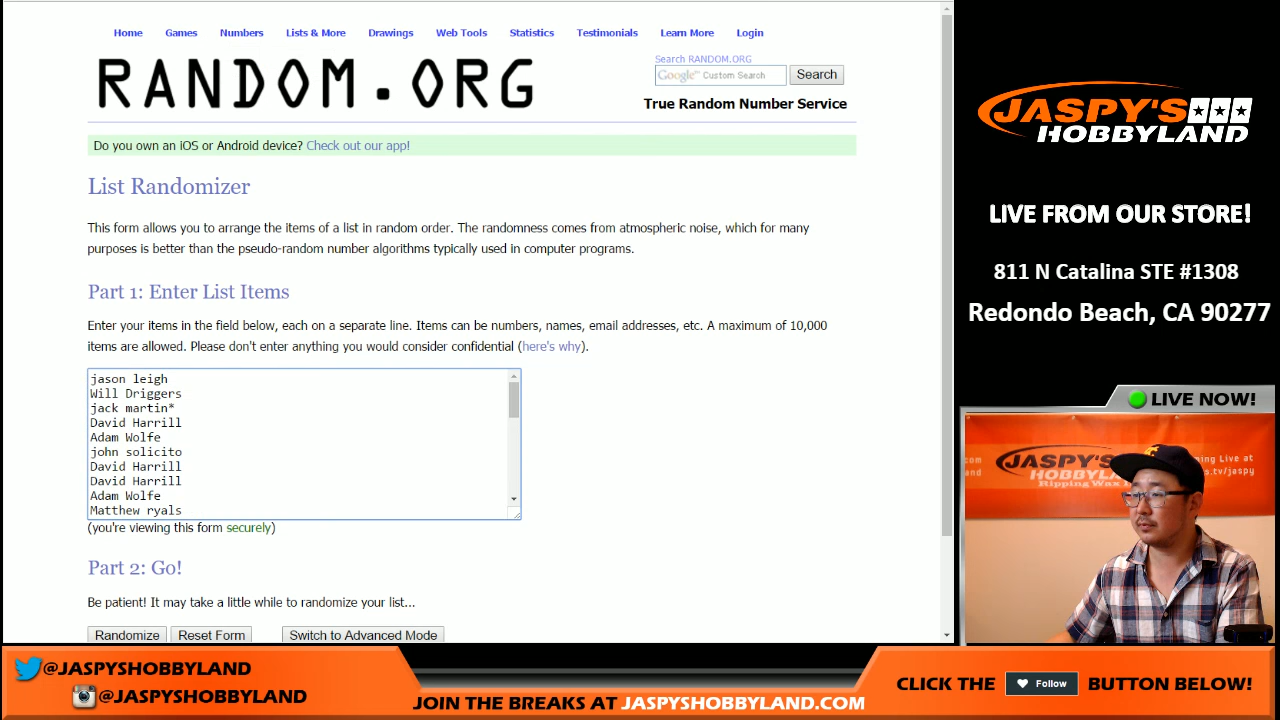 Home Games Numbers Lists & More Drawings Web Tools Statistics Testimonials Learn More Login
RANDOM.ORG
Search RANDOM.ORG
Google™ Custom Search Search
True Random Number Service
Do you own an iOS or Android device? Check out our app!
List Randomizer
This form allows you to arrange the items of a list in random order. The randomness comes from atmospheric noise, which for many
purposes is better than the pseudo-random number algorithms typically used in computer programs.
Part 1: Enter List Items
Enter your items in the field below, each on a separate line. Items can be numbers, names, email addresses, etc. A maximum of 10,000
items are allowed. Please don't enter anything you would consider confidential (here's why).
jason leigh
Will Driggers
jack martin*
David Harrill
Adam Wolfe
john solicito
David Harrill
David Harrill
Adam Wolfe
Matthew ryals
(you're viewing this form securely)
Part 2: Go!
Be patient! It may take a little while to randomize your list...
Randomize Reset Form Switch to Advanced Mode
JASPY'S
HOBBYLAND
LIVE FROM OUR STORE!
811 N Catalina STE #1308
Redondo Beach, CA 90277
LIVE NOW!
JASPY'S
HOBBYLAND
Ripping Wax
@JASPYSHOBBYLAND
@JASPYSHOBBYLAND
JOIN THE BREAKS AT JASPYSHOBBYLAND.COM
CLICK THE Follow BUTTON BELOW!